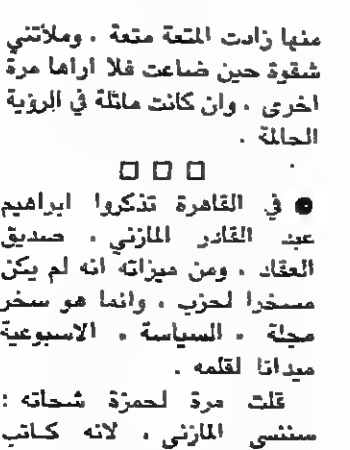 منها زادت المتعة متعة . وملأتني
شقوة حين ضاعت فلا أراها مرة
اخرى . وان كانت ماثلة في الرؤية
الحالمة .
□ □ □
● في القاهرة تذكروا ابراهيم
عبد القادر المازني . صديق
العقاد . ومن ميزاته انه لم يكن
مسخرا لحزب . وانما هو سخر
مجلة . السياسة . الاسبوعية
ميدانا لقلمه .
قلت مرة لحمزة شحاته :
سننسى المازني . لانه كاتب